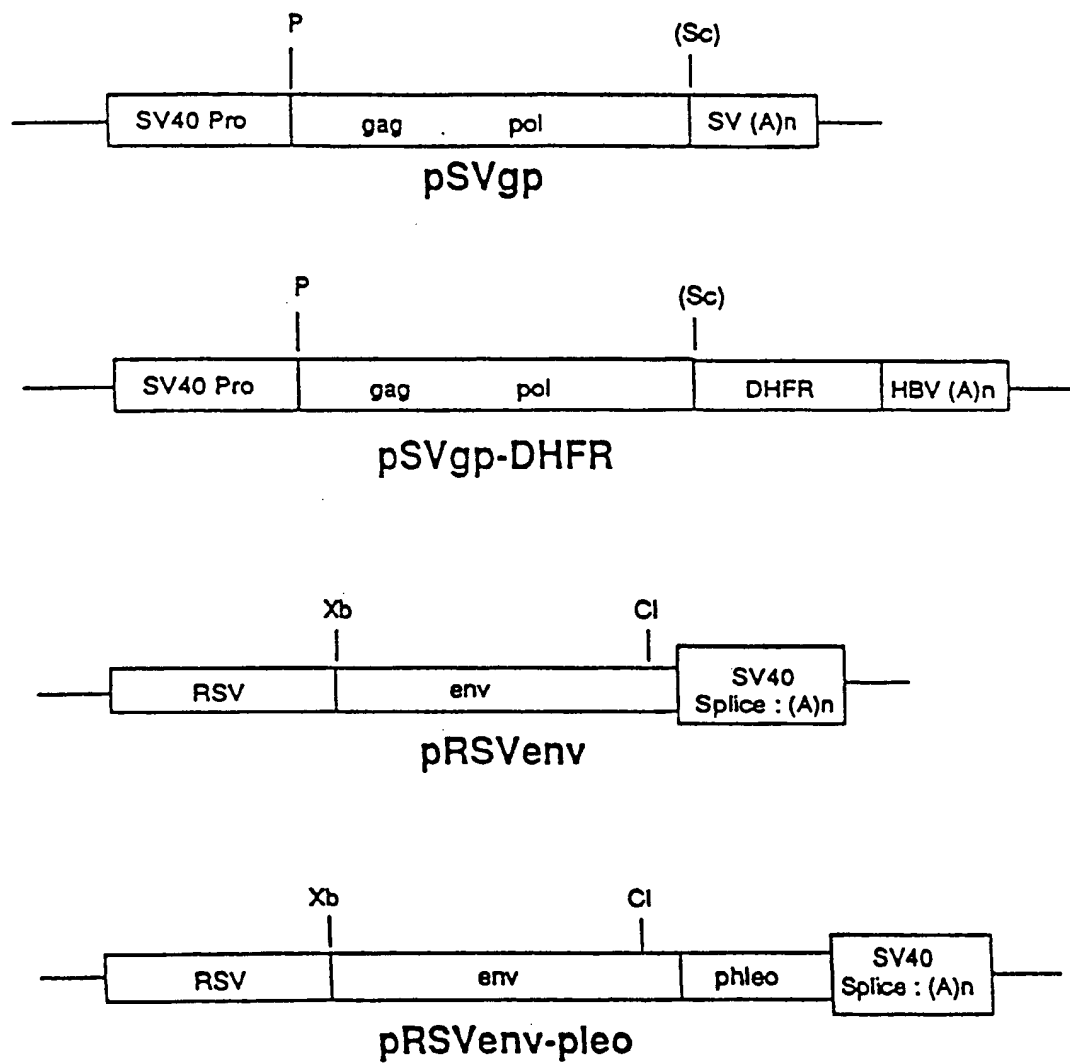 P (Sc)
SV40 Pro gag pol SV (A)n
pSVgp
P (Sc)
SV40 Pro gag pol DHFR HBV (A)n
pSVgp-DHFR
Xb Cl
RSV env SV40
Splice : (A)n
pRSVenv
Xb Cl
RSV env phleo SV40
Splice : (A)n
pRSVenv-pleo